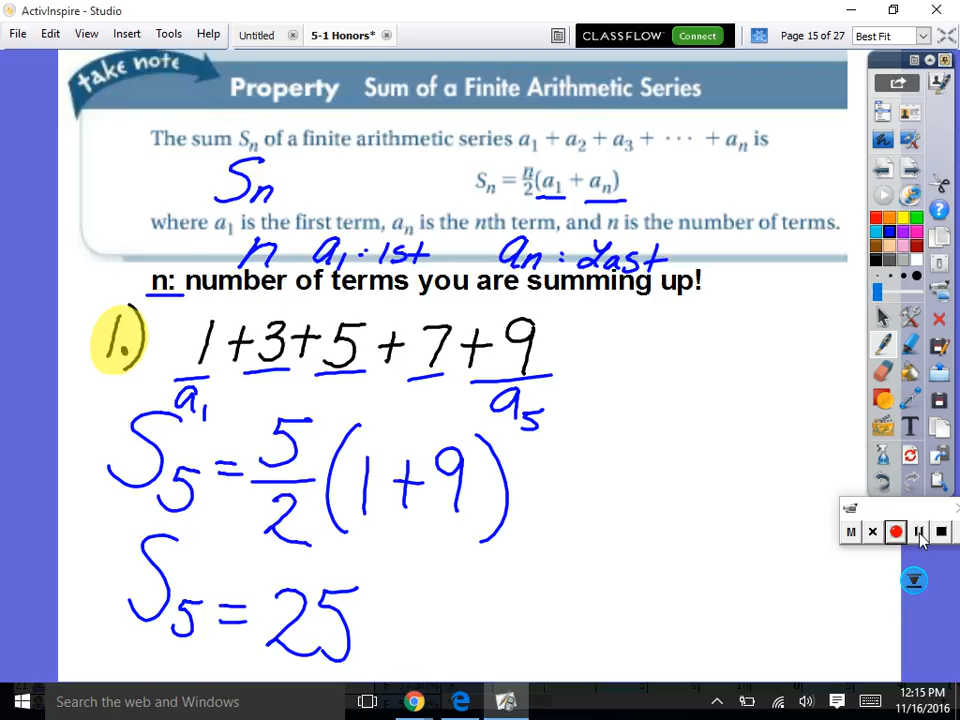 ActivInspire - Studio
File Edit View Insert Tools Help Untitled 5-1 Honors* CLASSFLOW Connect Page 15 of 27 Best Fit
take note
Property Sum of a Finite Arithmetic Series
The sum Sₙ of a finite arithmetic series a₁ + a₂ + a₃ + ⋯ + aₙ is
Sₙ
Sₙ = n/2(a₁ + aₙ)
where a₁ is the first term, aₙ is the nth term, and n is the number of terms.
n a₁: 1st aₙ: Last
n: number of terms you are summing up!
1.) 1+3+5+7+9
a₁ a₅
S₅ = 5/2 (1+9)
S₅ = 25
M
T
Search the web and Windows
12:15 PM
11/16/2016